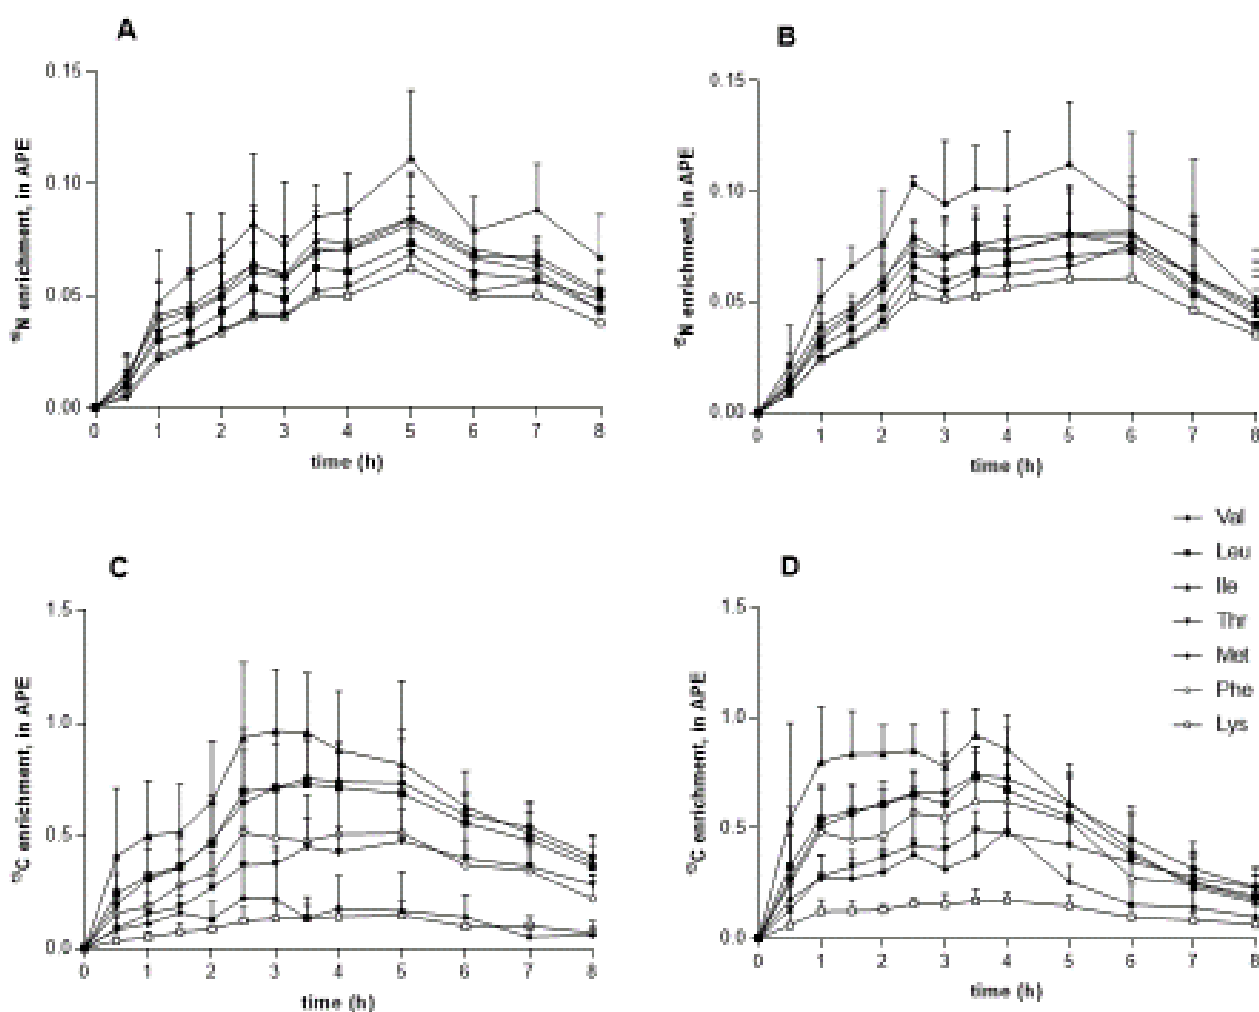 A
0.15
0.10
0.05
0.00
N enrichment, in APE
0 1 2 3 4 5 6 7 8
time (h)
B
0.15
0.10
0.05
0.00
N enrichment, in APE
0 1 2 3 4 5 6 7 8
time (h)
C
1.5
1.0
0.5
0.0
C enrichment, in APE
0 1 2 3 4 5 6 7 8
time (h)
D
1.5
1.0
0.5
0.0
C enrichment, in APE
0 1 2 3 4 5 6 7 8
time (h)
Val
Leu
Ile
Thr
Met
Phe
Lys